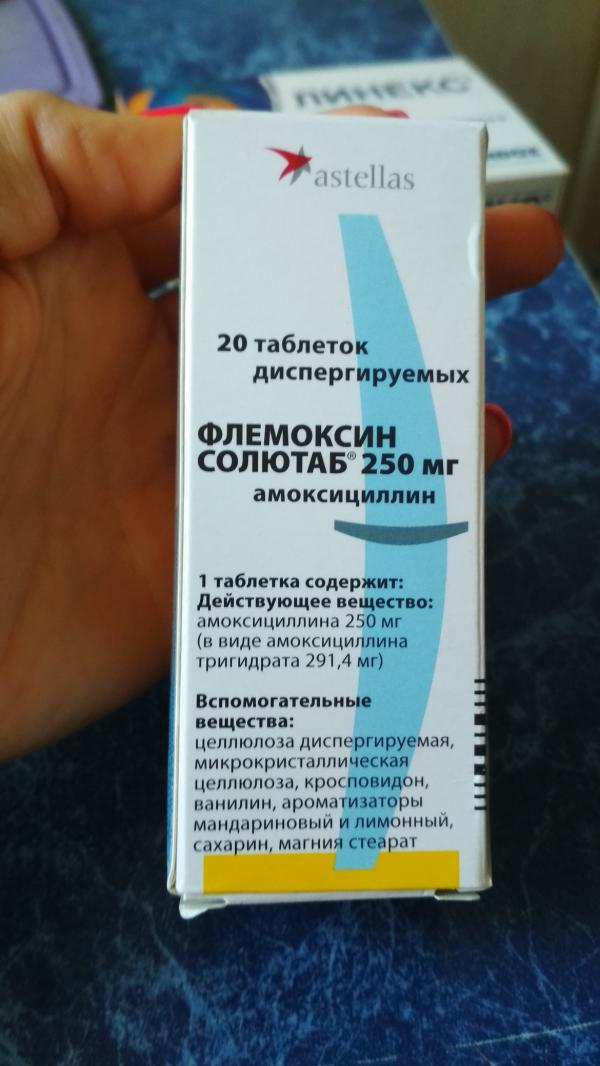 ЛИНЕКС®
astellas
20 таблеток
диспергируемых
ФЛЕМОКСИН
СОЛЮТАБ® 250 мг
амоксициллин
1 таблетка содержит:
Действующее вещество:
амоксициллина 250 мг
(в виде амоксициллина
тригидрата 291,4 мг)
Вспомогательные
вещества:
целлюлоза диспергируемая,
микрокристаллическая
целлюлоза, кросповидон,
ванилин, ароматизаторы
мандариновый и лимонный,
сахарин, магния стеарат